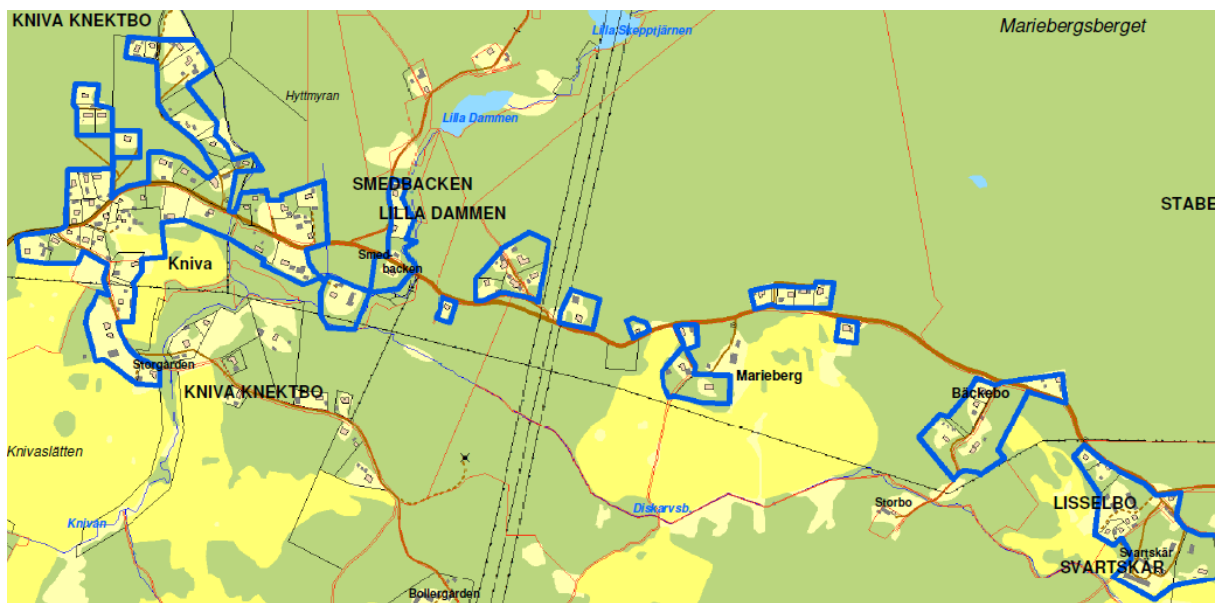 KNIVA KNEKTBO
Lilla Skepptjärnen
Mariebergsberget
Hyttmyran
Lilla Dammen
SMEDBACKEN
STABE
LILLA DAMMEN
Kniva
Smed-
backen
Storgården
KNIVA KNEKTBO
Marieberg
Bäckebo
Knivaslätten
Storbo
LISSELBO
Diskarvsb.
Knivån
Svartskär
SVARTSKÄR
Bollergården